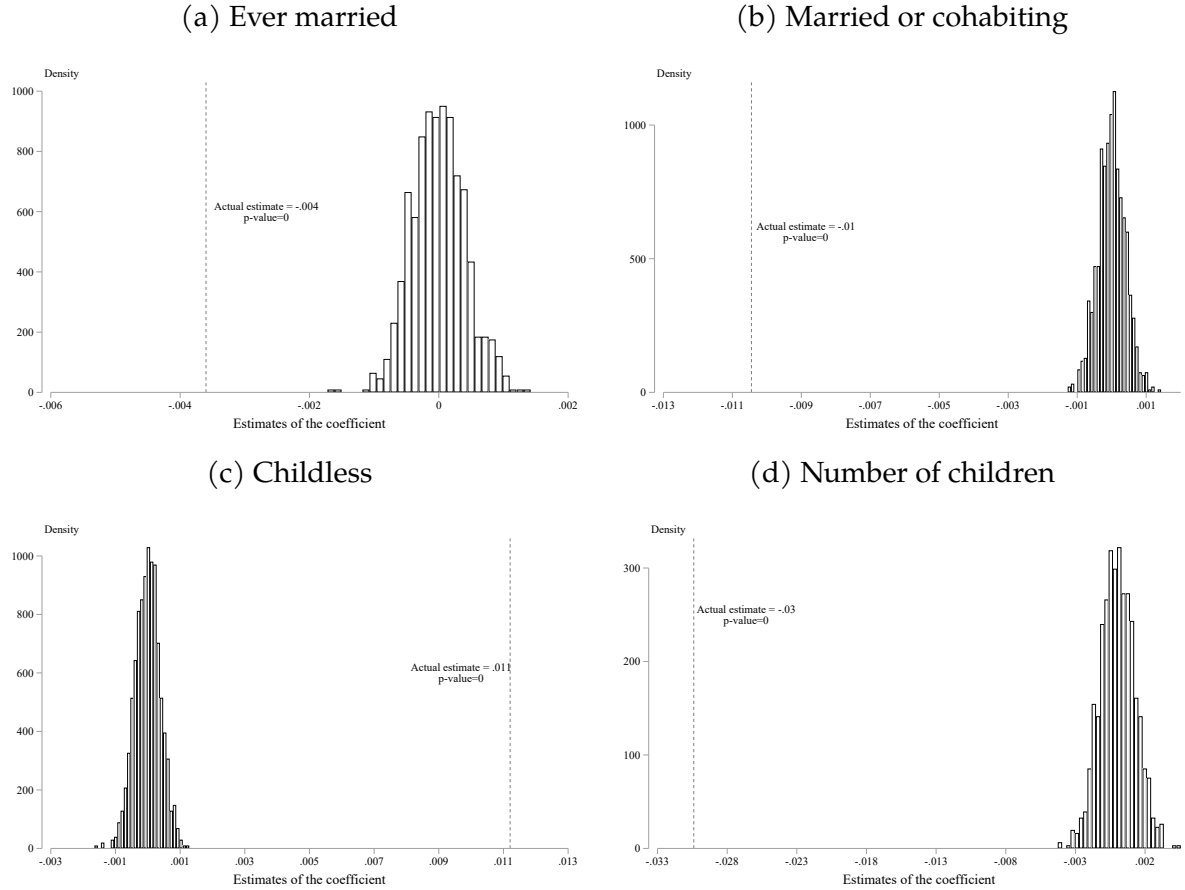 (a) Ever married
Density
1000
800
600
400
200
0
Actual estimate = -.004
p-value=0
-.006 -.004 -.002 0 .002
Estimates of the coefficient
(b) Married or cohabiting
Density
1000
500
0
Actual estimate = -.01
p-value=0
-.013 -.011 -.009 -.007 -.005 -.003 -.001 .001
Estimates of the coefficient
(c) Childless
Density
1000
800
600
400
200
0
Actual estimate = .011
p-value=0
-.003 -.001 .001 .003 .005 .007 .009 .011 .013
Estimates of the coefficient
(d) Number of children
Density
300
200
100
0
Actual estimate = -.03
p-value=0
-.033 -.028 -.023 -.018 -.013 -.008 -.003 .002
Estimates of the coefficient